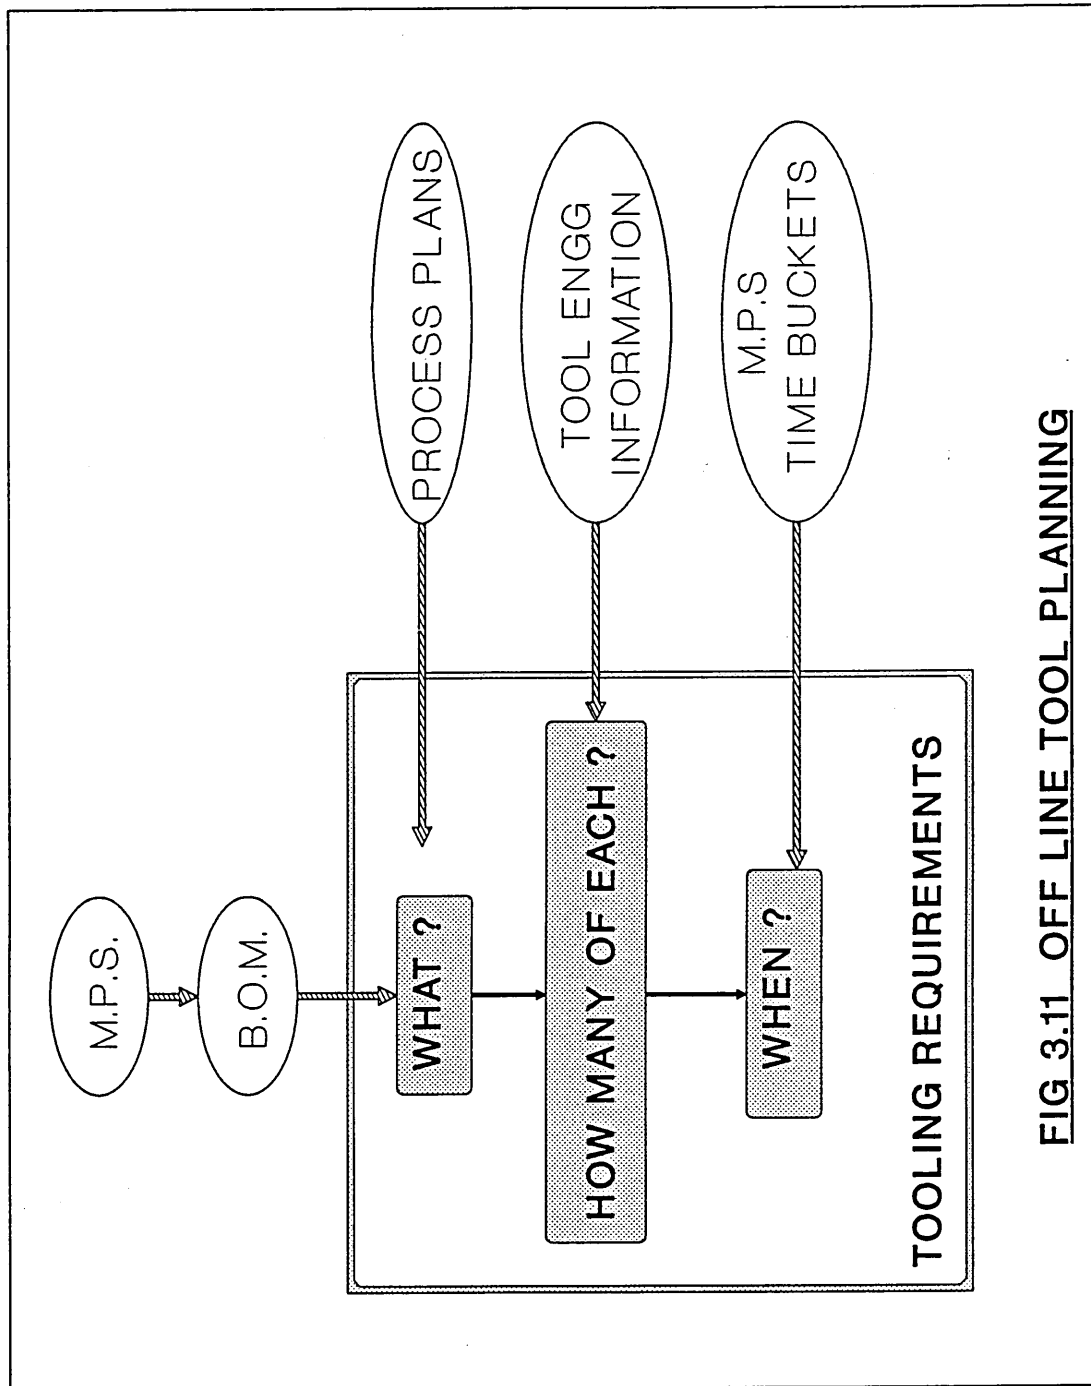 M.P.S.
B.O.M.
WHAT ?
PROCESS PLANS
HOW MANY OF EACH ?
TOOL ENGG
INFORMATION
WHEN ?
M.P.S
TIME BUCKETS
TOOLING REQUIREMENTS
FIG 3.11 OFF LINE TOOL PLANNING